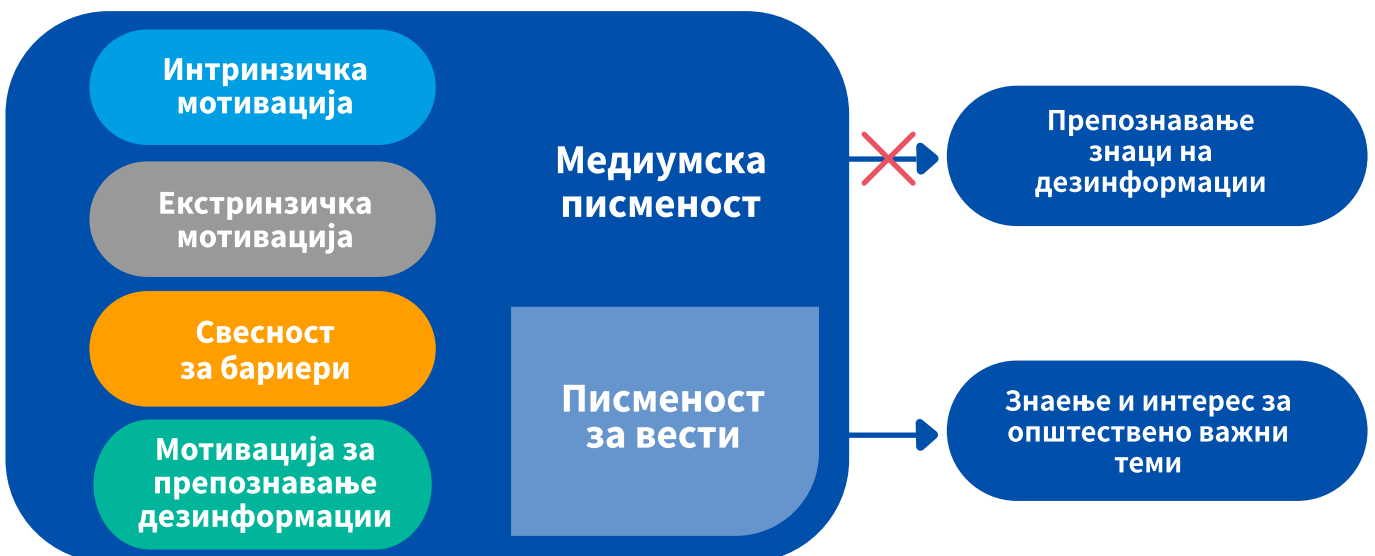 Интринзичка
мотивација
Екстринзичка
мотивација
Свесност
за бариери
Мотивација за
препознавање
дезинформации
Медиумска
писменост
Писменост
за вести
Препознавање
знаци на
дезинформации
Знаење и интерес за
општествено важни
теми